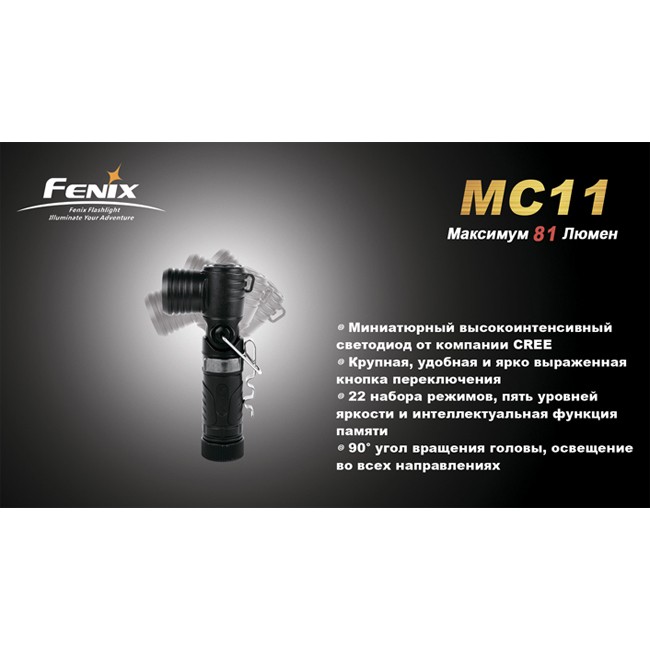 FENIX
Fenix Flashlight
Illuminate Your Adventure
MC11
Максимум 81 Люмен
Миниатюрный высокоинтенсивный
светодиод от компании CREE
Крупная, удобная и ярко выраженная
кнопка переключения
22 набора режимов, пять уровней
яркости и интеллектуальная функция
памяти
90° угол вращения головы, освещение
во всех направлениях